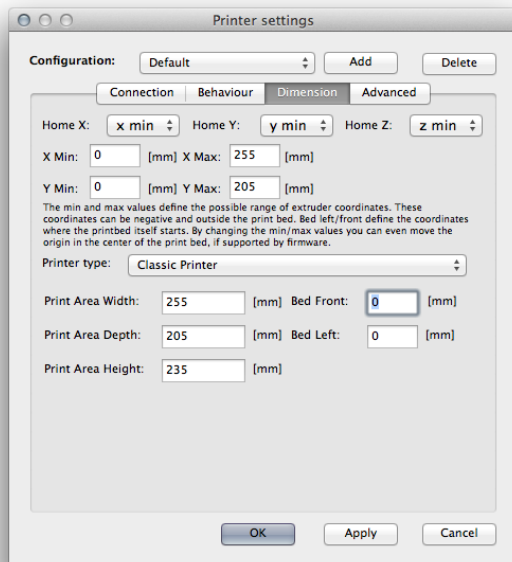 Printer settings
Configuration: Default Add Delete
Connection Behaviour Dimension Advanced
Home X: x min Home Y: y min Home Z: z min
X Min: 0 [mm] X Max: 255 [mm]
Y Min: 0 [mm] Y Max: 205 [mm]
The min and max values define the possible range of extruder coordinates. These
coordinates can be negative and outside the print bed. Bed left/front define the coordinates
where the printbed itself starts. By changing the min/max values you can even move the
origin in the center of the print bed, if supported by firmware.
Printer type: Classic Printer
Print Area Width: 255 [mm] Bed Front: 0 [mm]
Print Area Depth: 205 [mm] Bed Left: 0 [mm]
Print Area Height: 235 [mm]
OK Apply Cancel